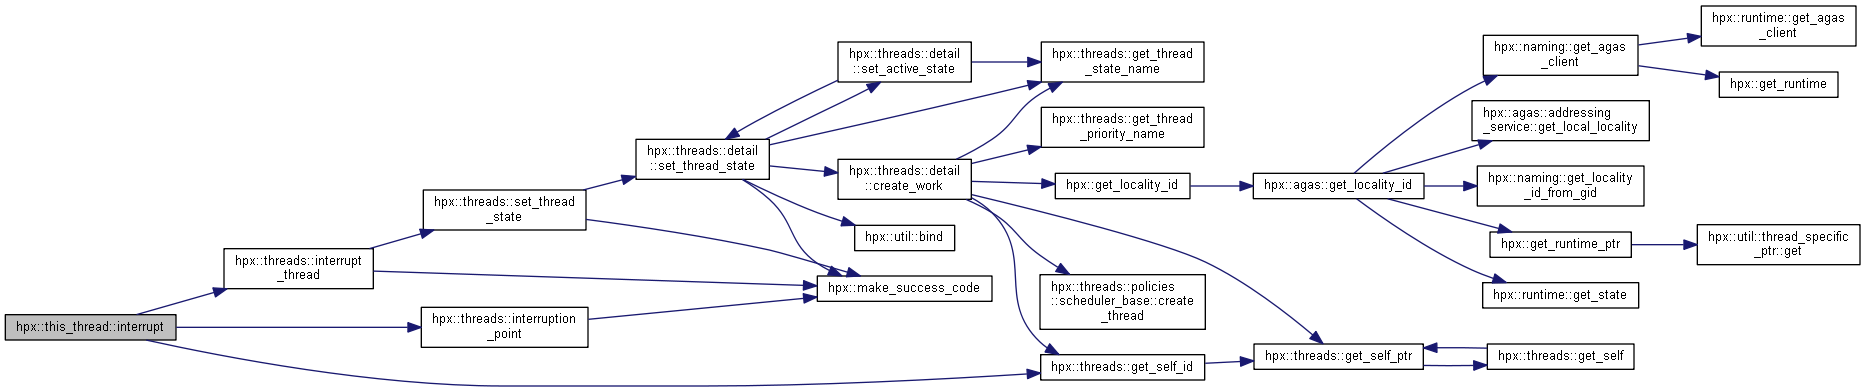 hpx::this_thread::interrupt
hpx::threads::interrupt
_thread
hpx::threads::interruption
_point
hpx::threads::set_thread
_state
hpx::threads::detail
::set_thread_state
hpx::threads::detail
::set_active_state
hpx::threads::detail
::create_work
hpx::util::bind
hpx::make_success_code
hpx::threads::get_thread
_state_name
hpx::threads::get_thread
_priority_name
hpx::get_locality_id
hpx::threads::policies
::scheduler_base::create
_thread
hpx::threads::get_self_id
hpx::agas::get_locality_id
hpx::threads::get_self_ptr
hpx::naming::get_agas
_client
hpx::agas::addressing
_service::get_local_locality
hpx::naming::get_locality
_id_from_gid
hpx::get_runtime_ptr
hpx::runtime::get_state
hpx::threads::get_self
hpx::runtime::get_agas
_client
hpx::get_runtime
hpx::util::thread_specific
_ptr::get